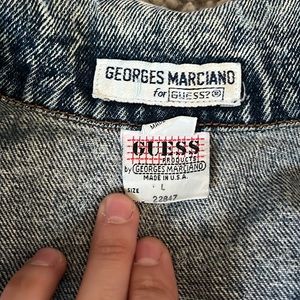 GEORGES MARCIANO
for GUESS?®
GUESS
PRODUCTS
by GEORGES MARCIANO
MADE IN U.S.A.
SIZE L
22847